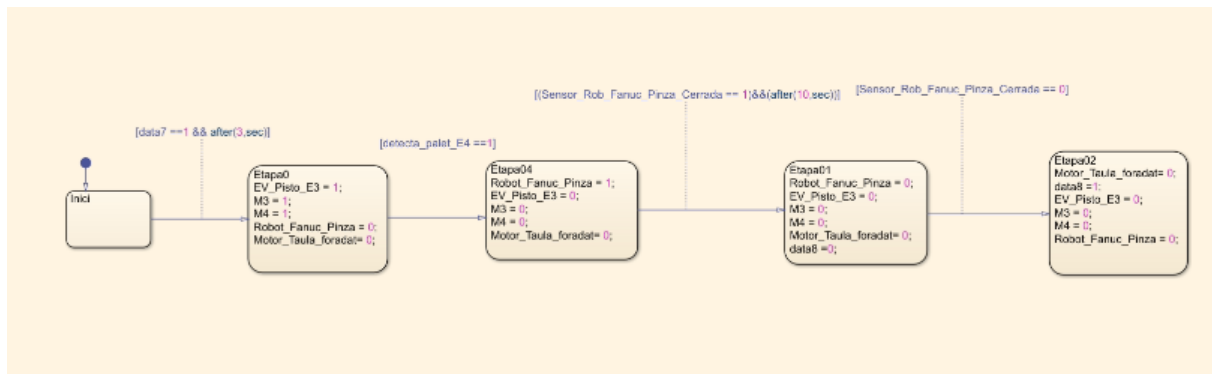 [(Sensor_Rob_Fanuc_Pinza_Cerrada == 1)&&(after(10,sec))]
[Sensor_Rob_Fanuc_Pinza_Cerrada == 0]
[data7 ==1 && after(3,sec)]
[detecta_palet_E4 ==1]
Inici
Etapa0
EV_Pisto_E3 = 1;
M3 = 1;
M4 = 1;
Robot_Fanuc_Pinza = 0;
Motor_Taula_foradat= 0;
Etapa04
Robot_Fanuc_Pinza = 1;
EV_Pisto_E3 = 0;
M3 = 0;
M4 = 0;
Motor_Taula_foradat= 0;
Etapa01
Robot_Fanuc_Pinza = 0;
EV_Pisto_E3 = 0;
M3 = 0;
M4 = 0;
Motor_Taula_foradat= 0;
data8 =0;
Etapa02
Motor_Taula_foradat= 0;
data8 =1;
EV_Pisto_E3 = 0;
M3 = 0;
M4 = 0;
Robot_Fanuc_Pinza = 0;